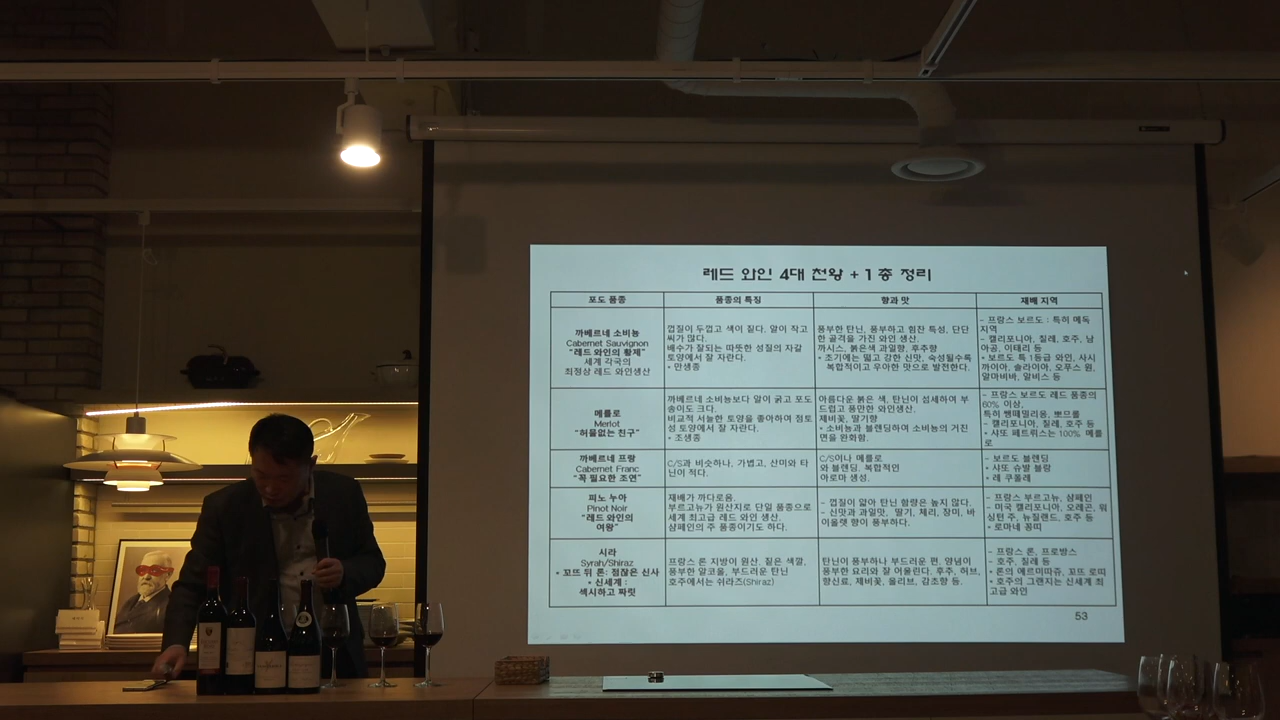 레드 와인 4대 천왕 + 1 총 정리
포도 품종
품종의 특징
향과 맛
재배 지역
까베르네 소비뇽
Cabernet Sauvignon
"레드 와인의 황제"
세계 각국의
최정상 레드 와인생산
껍질이 두껍고 색이 짙다. 알이 작고
씨가 많다.
배수가 잘되는 따뜻한 성질의 자갈
토양에서 잘 자란다.
* 만생종
풍부한 탄닌, 풍부하고 힘찬 특성, 단단
한 골격을 가진 와인 생산.
까시스, 붉은색 과일향, 후추향
* 초기에는 떫고 강한 신맛, 숙성될수록
복합적이고 우아한 맛으로 발전한다.
- 프랑스 보르도 : 특히 메독
지역
- 캘리포니아, 칠레, 호주, 남
아공, 이태리 등
* 보르도 특 1등급 와인, 사시
까이아, 솔라이아, 오푸스 원,
알마비바, 알비스 등
메를로
Merlot
"허물없는 친구"
까베르네 소비뇽보다 알이 굵고 포도
송이도 크다.
비교적 서늘한 토양을 좋아하여 점토
성 토양에서 잘 자란다.
* 조생종
아름다운 붉은 색, 탄닌이 섬세하여 부
드럽고 풍만한 와인생산.
제비꽃, 딸기향
* 소비뇽과 블렌딩하여 소비뇽의 거친
면을 완화함.
- 프랑스 보르도 레드 품종의
60% 이상.
특히 쌩떼밀리옹, 뽀므롤
- 캘리포니아, 칠레, 호주 등
* 샤또 페트뤼스는 100% 메를
로
까베르네 프랑
Cabernet Franc
"꼭 필요한 조연"
C/S과 비슷하나, 가볍고, 산미와 타
닌이 적다.
C/S이나 메를로
와 블렌딩, 복합적인
아로마 생성.
- 보르도 블렌딩
* 샤또 슈발 블랑
* 레 쿠폴레
피노 누아
Pinot Noir
"레드 와인의
여왕"
재배가 까다로움.
부르고뉴가 원산지로 단일 품종으로
세계 최고급 레드 와인 생산.
샴페인의 주 품종이기도 하다.
- 껍질이 얇아 탄닌 함량은 높지 않다.
- 신맛과 과일맛, 딸기, 체리, 장미, 바
이올렛 향이 풍부하다.
- 프랑스 부르고뉴, 샴페인
- 미국 캘리포니아, 오레곤, 워
싱턴 주, 뉴질랜드, 호주 등
* 로마네 꽁띠
시라
Syrah/Shiraz
* 꼬뜨 뒤 론: 점잖은 신사
* 신세계 :
섹시하고 짜릿
프랑스 론 지방이 원산, 짙은 색깔,
풍부한 알코올, 부드러운 탄닌
호주에서는 쉬라즈(Shiraz)
탄닌이 풍부하나 부드러운 편, 양념이
풍부한 요리와 잘 어울린다. 후추, 허브,
향신료, 제비꽃, 올리브, 감초향 등.
- 프랑스 론, 프로방스
- 호주, 칠레 등
* 론의 에르미따쥬, 꼬뜨 로띠
* 호주의 그랜지는 신세계 최
고급 와인
53